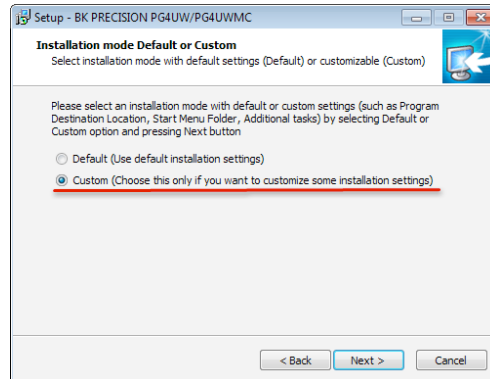 Setup - BK PRECISION PG4UW/PG4UWMC
Installation mode Default or Custom
Select installation mode with default settings (Default) or customizable (Custom)
Please select an installation mode with default or custom settings (such as Program
Destination Location, Start Menu Folder, Additional tasks) by selecting Default or
Custom option and pressing Next button
Default (Use default installation settings)
Custom (Choose this only if you want to customize some installation settings)
< Back
Next >
Cancel